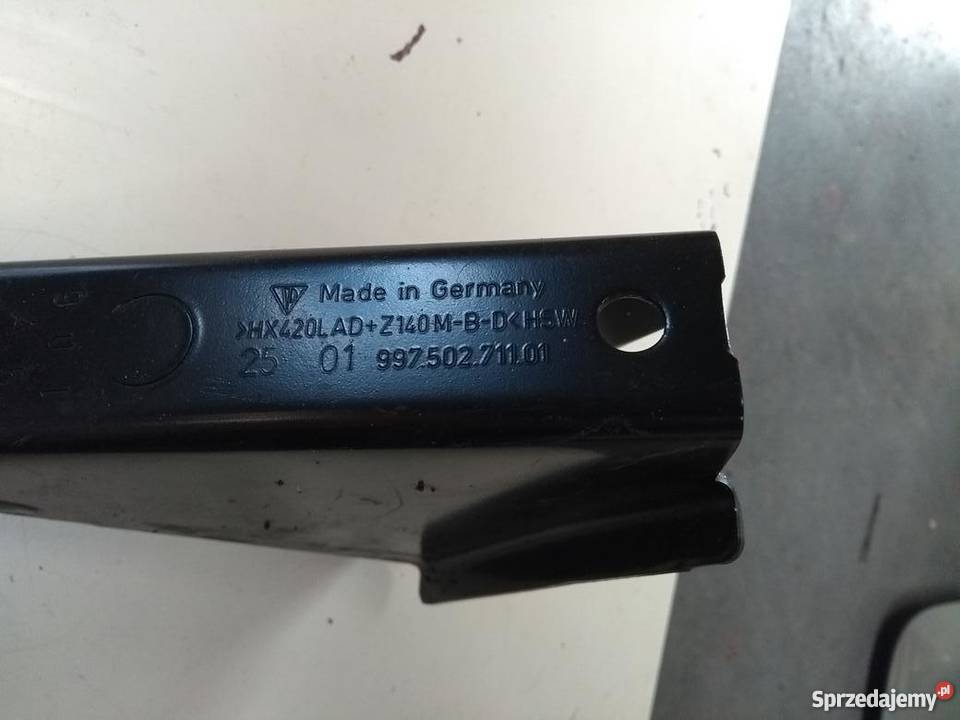 Made in Germany
>HX420LAD+Z140M-B-D<HSW
25 01 997.502.711.01
Sprzedajemy.pl